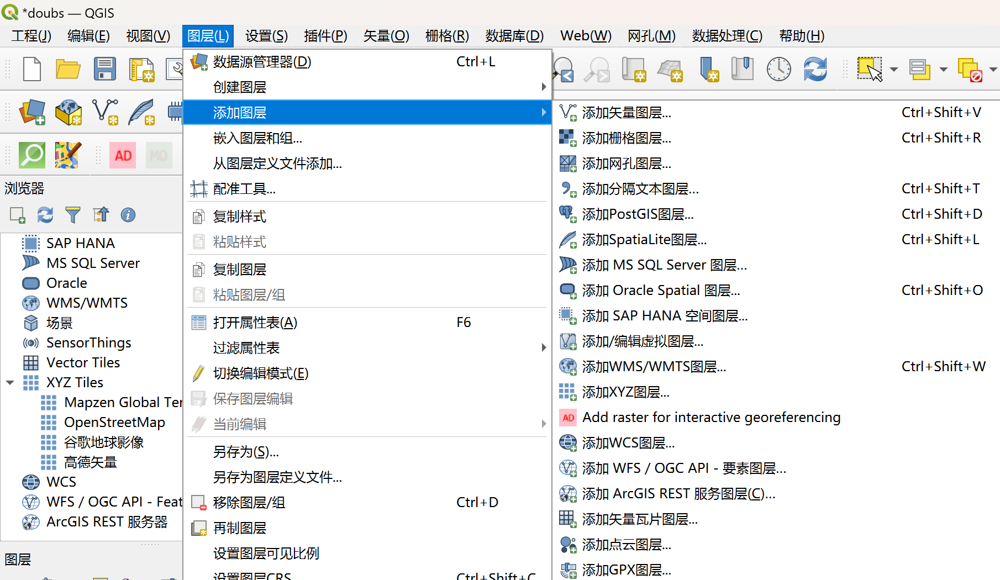 *doubs — QGIS
工程(J) 编辑(E) 视图(V) 图层(L) 设置(S) 插件(P) 矢量(O) 栅格(R) 数据库(D) Web(W) 网孔(M) 数据处理(C) 帮助(H)
AD MO
浏览器
SAP HANA
MS SQL Server
Oracle
WMS/WMTS
场景
SensorThings
Vector Tiles
XYZ Tiles
Mapzen Global Ter
OpenStreetMap
谷歌地球影像
高德矢量
WCS
WFS / OGC API - Feat
ArcGIS REST 服务器
图层
数据源管理器(D) Ctrl+L
创建图层
添加图层
嵌入图层和组...
从图层定义文件添加...
配准工具...
复制样式
粘贴样式
复制图层
粘贴图层/组
打开属性表(A) F6
过滤属性表
切换编辑模式(E)
保存图层编辑
当前编辑
另存为(S)...
另存为图层定义文件...
移除图层/组 Ctrl+D
再制图层
设置图层可见比例
设置图层CRS Ctrl+Shift+C
添加矢量图层... Ctrl+Shift+V
添加栅格图层... Ctrl+Shift+R
添加网孔图层...
添加分隔文本图层... Ctrl+Shift+T
添加PostGIS图层... Ctrl+Shift+D
添加SpatiaLite图层... Ctrl+Shift+L
添加 MS SQL Server 图层...
添加 Oracle Spatial 图层... Ctrl+Shift+O
添加 SAP HANA 空间图层...
添加/编辑虚拟图层...
添加WMS/WMTS图层... Ctrl+Shift+W
添加XYZ图层...
AD Add raster for interactive georeferencing
添加WCS图层...
添加 WFS / OGC API - 要素图层...
添加 ArcGIS REST 服务图层(C)...
添加矢量瓦片图层...
添加点云图层...
添加GPX图层...